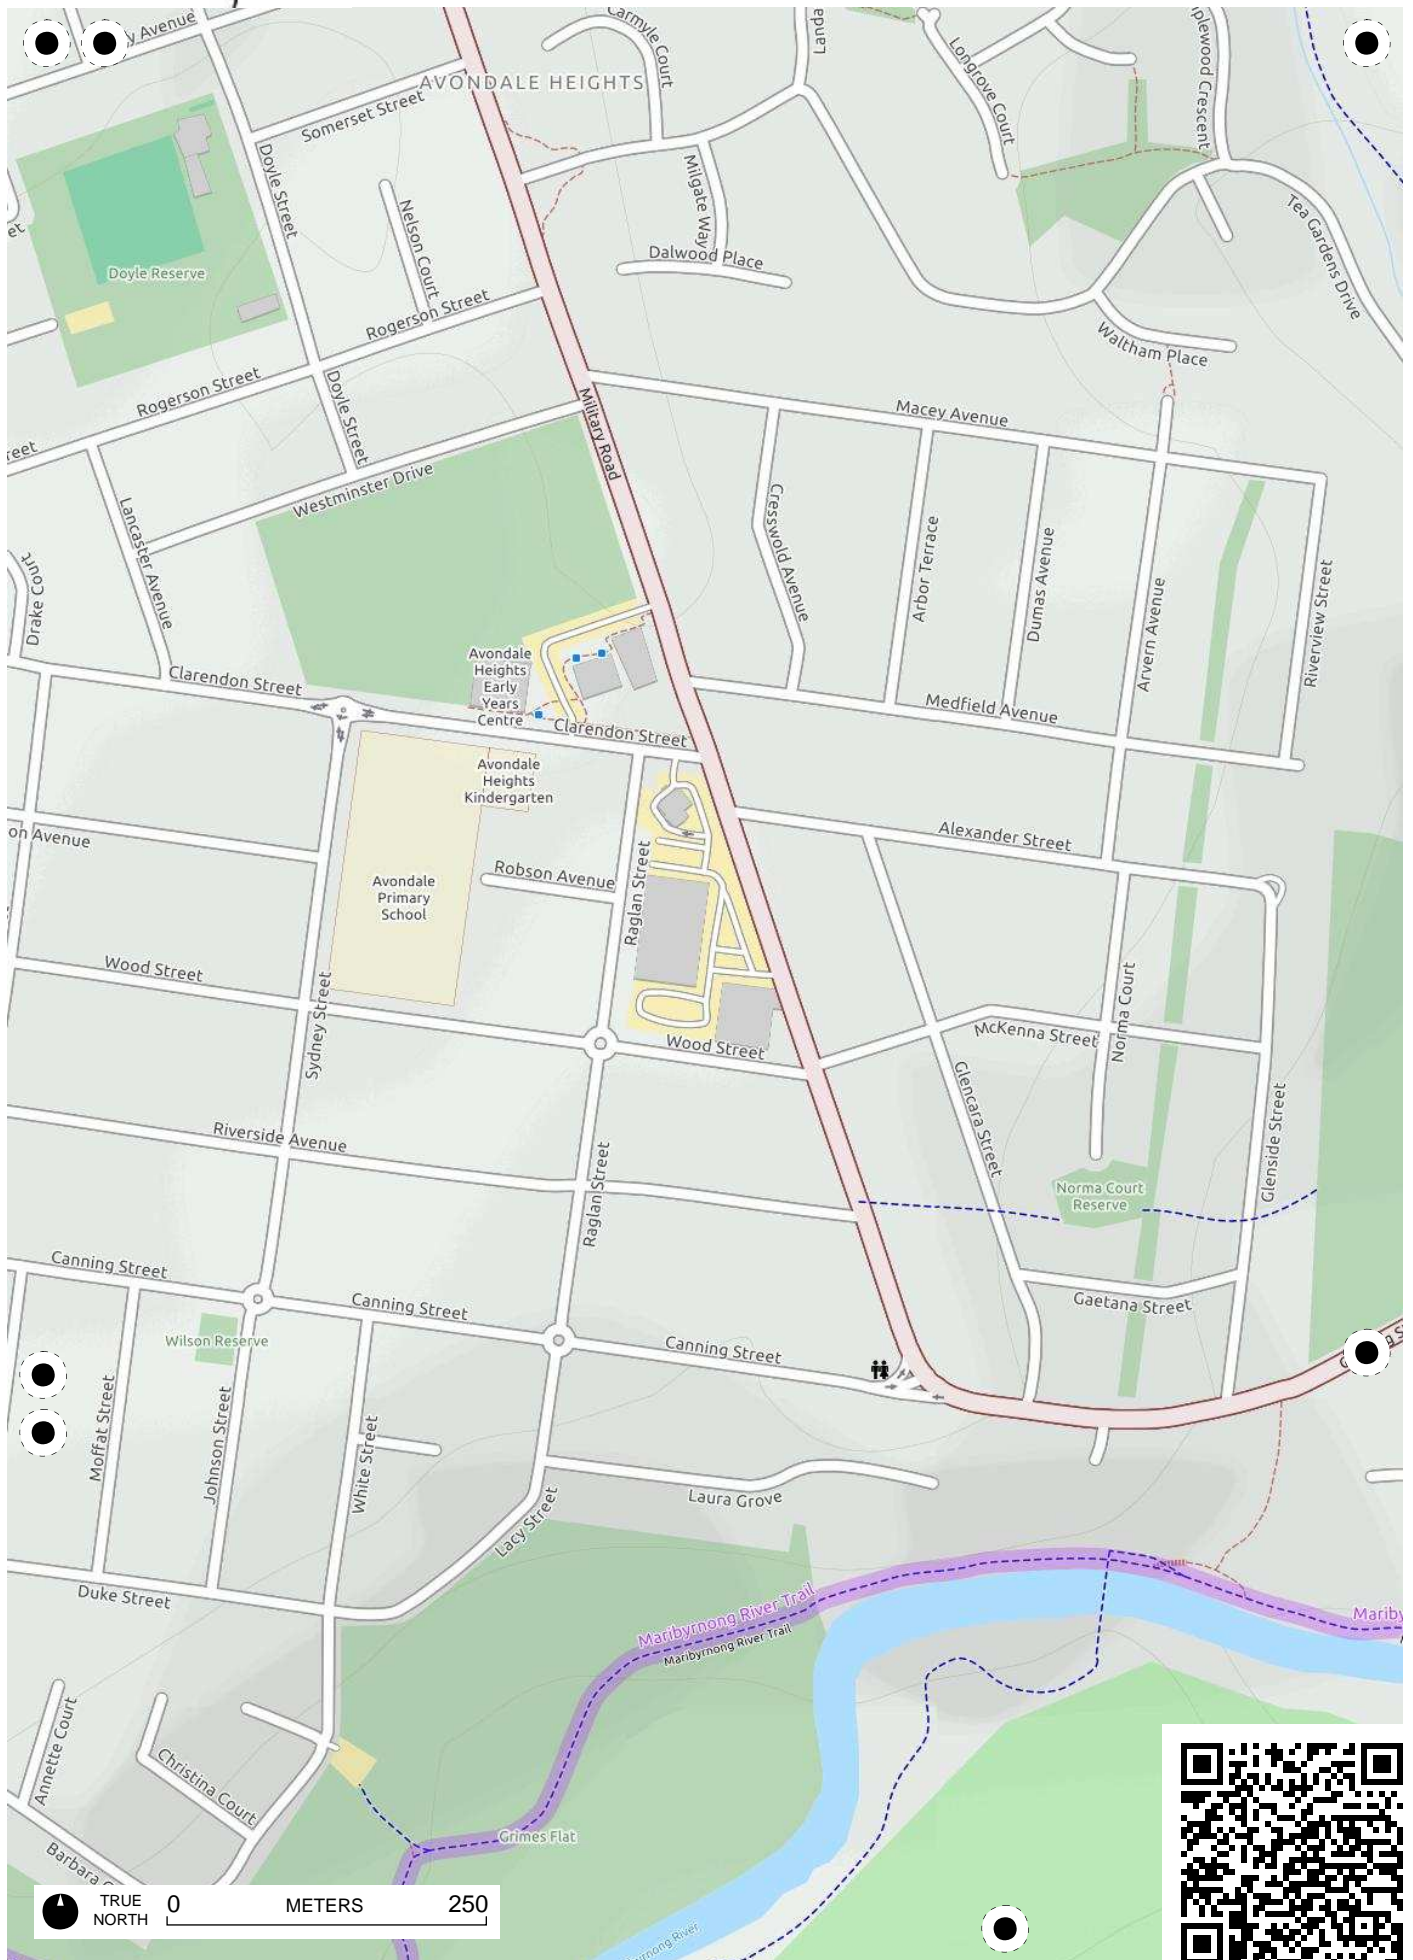 y Avenue
Carmyle Court
Lande
Longrove Court
plewood Crescent
AVONDALE HEIGHTS
Somerset Street
Doyle Street
Milgate Way
Nelson Court
et
Tea Gardens Drive
Dalwood Place
Doyle Reserve
Rogerson Street
Waltham Place
Rogerson Street
Doyle Street
Military Road
Macey Avenue
reet
Westminster Drive
Lancaster Avenue
Cresswold Avenue
Arbor Terrace
Dumas Avenue
Drake Court
Arvern Avenue
Riverview Street
Avondale
Heights
Early
Years
Centre
Clarendon Street
Medfield Avenue
Clarendon Street
Avondale
Heights
Kindergarten
on Avenue
Alexander Street
Robson Avenue
Raglan Street
Avondale
Primary
School
Wood Street
Sydney Street
Wood Street
McKenna Street
Norma Court
Glencara Street
Riverside Avenue
Raglan Street
Glenside Street
Norma Court
Reserve
Canning Street
Canning Street
Gaetana Street
Wilson Reserve
Canning Street
Moffat Street
Johnson Street
White Street
Laura Grove
Lacy Street
Duke Street
Maribyrnong River Trail
Maribyrnong River Trail
Mariby
Annette Court
Christina Court
Grimes Flat
Barbara
TRUE
NORTH
0 METERS 250
byrnong River